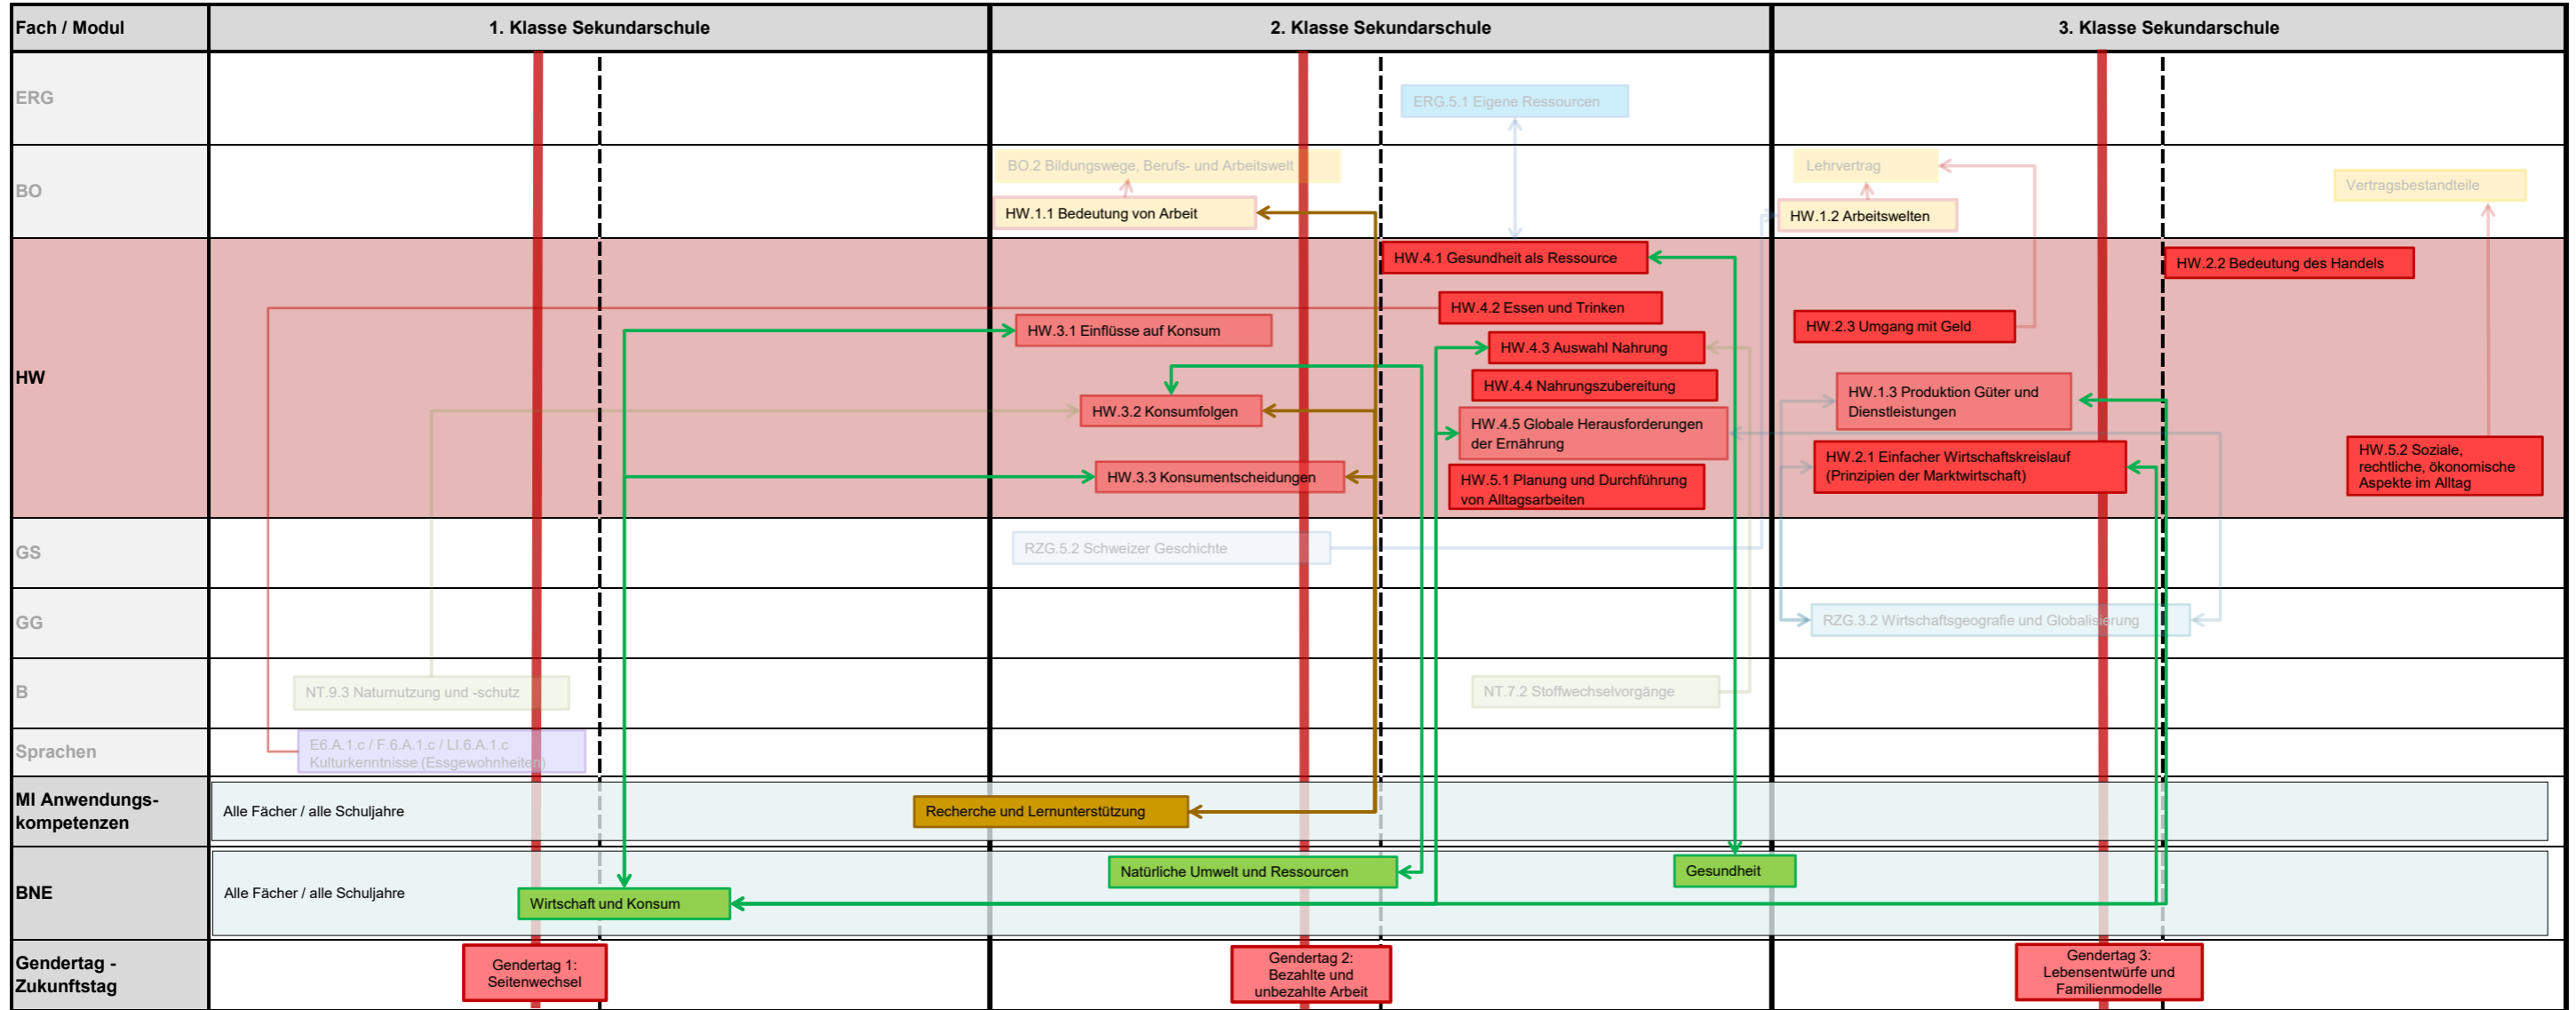 Fach / Modul
1. Klasse Sekundarschule
2. Klasse Sekundarschule
3. Klasse Sekundarschule
ERG
ERG.5.1 Eigene Ressourcen
BO
BO.2 Bildungswege, Berufs- und Arbeitswelt
HW.1.1 Bedeutung von Arbeit
Lehrvertrag
HW.1.2 Arbeitswelten
Vertragsbestandteile
HW
HW.4.1 Gesundheit als Ressource
HW.2.2 Bedeutung des Handels
HW.4.2 Essen und Trinken
HW.3.1 Einflüsse auf Konsum
HW.2.3 Umgang mit Geld
HW.4.3 Auswahl Nahrung
HW.4.4 Nahrungszubereitung
HW.3.2 Konsumfolgen
HW.1.3 Produktion Güter und
Dienstleistungen
HW.4.5 Globale Herausforderungen
der Ernährung
HW.3.3 Konsumentscheidungen
HW.2.1 Einfacher Wirtschaftskreislauf
(Prinzipien der Marktwirtschaft)
HW.5.2 Soziale,
rechtliche, ökonomische
Aspekte im Alltag
HW.5.1 Planung und Durchführung
von Alltagsarbeiten
GS
RZG.5.2 Schweizer Geschichte
GG
RZG.3.2 Wirtschaftsgeografie und Globalisierung
B
NT.9.3 Naturnutzung und -schutz
NT.7.2 Stoffwechselvorgänge
Sprachen
E6.A.1.c / F.6.A.1.c / LI.6.A.1.c
Kulturkenntnisse (Essgewohnheiten)
MI Anwendungs-
kompetenzen
Alle Fächer / alle Schuljahre
Recherche und Lernunterstützung
BNE
Alle Fächer / alle Schuljahre
Natürliche Umwelt und Ressourcen
Gesundheit
Wirtschaft und Konsum
Gendertag -
Zukunftstag
Gendertag 1:
Seitenwechsel
Gendertag 2:
Bezahlte und
unbezahlte Arbeit
Gendertag 3:
Lebensentwürfe und
Familienmodelle